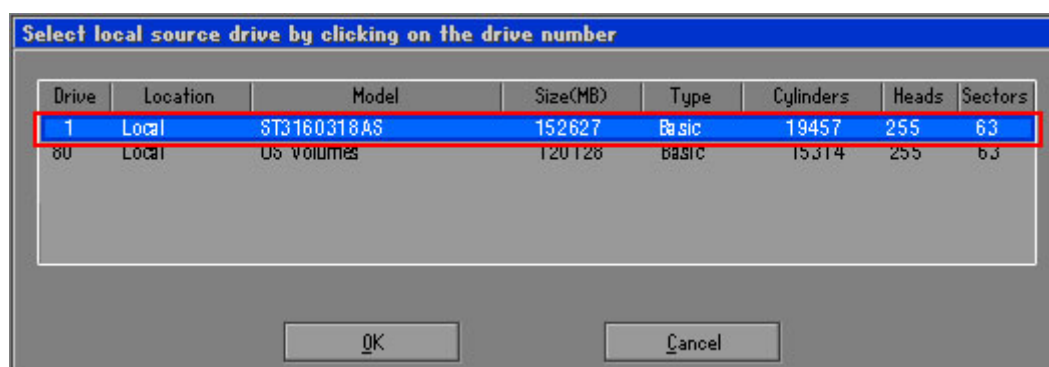 Select local source drive by clicking on the drive number
Drive Location Model Size(MB) Type Cylinders Heads Sectors
1 Local ST3160318AS 152627 Basic 19457 255 63
80 Local OS Volumes 120128 Basic 15314 255 63
OK Cancel